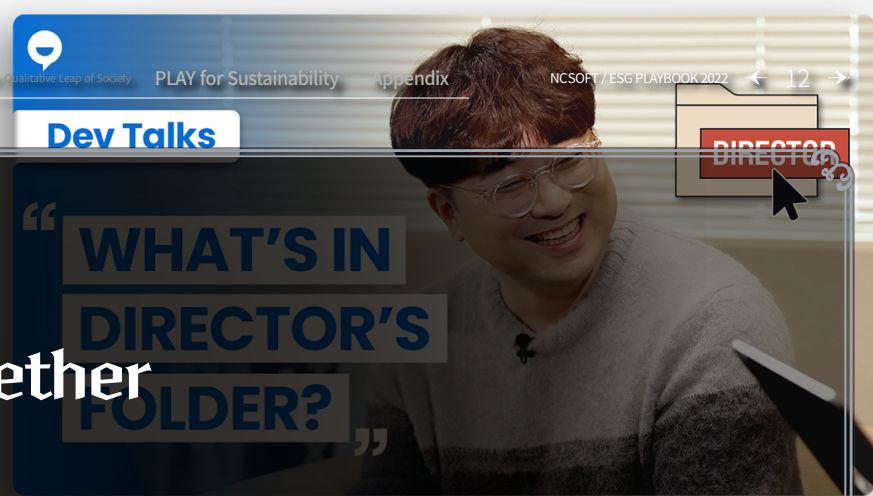 Qualitative Leap of Society PLAY for Sustainability Appendix NCSOFT / ESG PLAYBOOK 2022 12
Dev Talks
DIRECTOR
“
WHAT’S IN
DIRECTOR’S
FOLDER?
”
ether